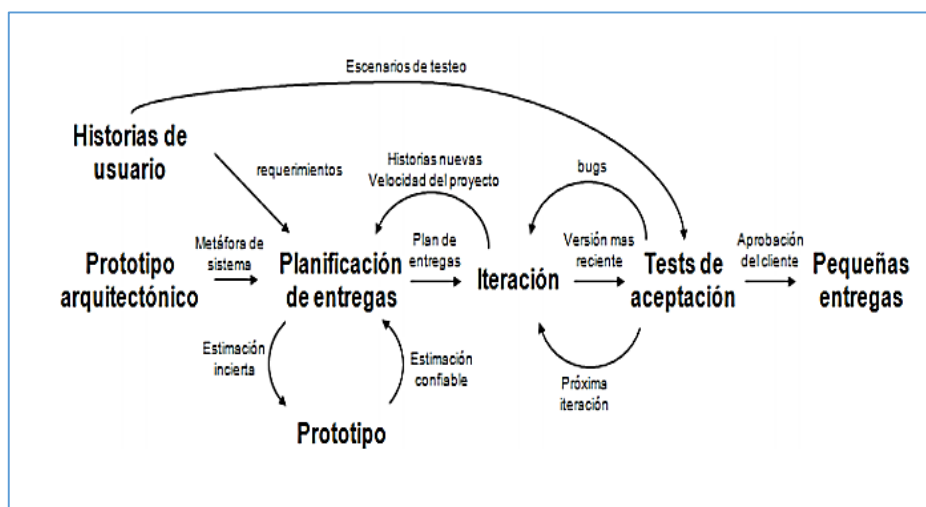 Escenarios de testeo
Historias de
usuario
requerimientos
Historias nuevas
Velocidad del proyecto
bugs
Prototipo
arquitectónico
Metáfora de
sistema
Planificación
de entregas
Plan de
entregas
Iteración
Versión mas
reciente
Tests de
aceptación
Aprobación
del cliente
Pequeñas
entregas
Estimación
incierta
Estimación
confiable
Próxima
iteración
Prototipo